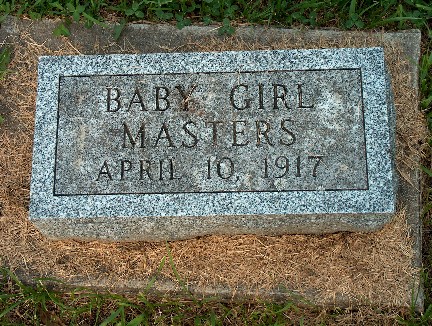 BABY GIRL
MASTERS
APRIL 10, 1917